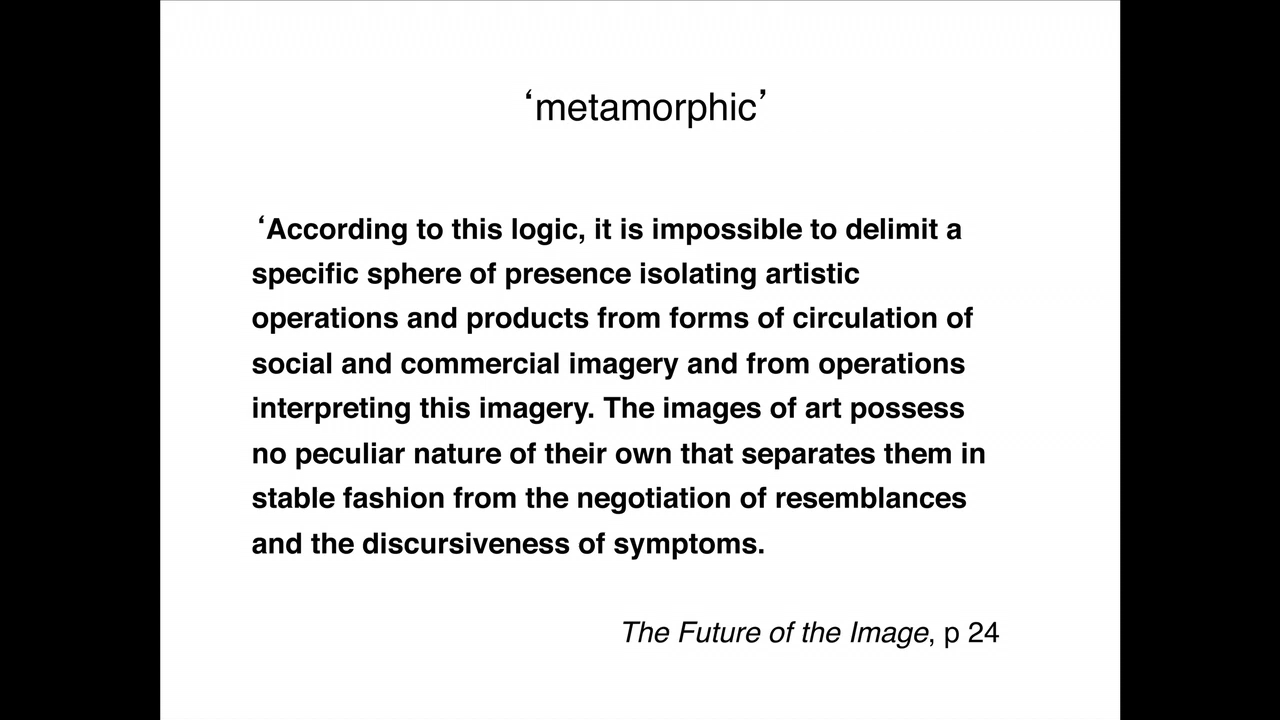 ‘metamorphic’
‘According to this logic, it is impossible to delimit a
specific sphere of presence isolating artistic
operations and products from forms of circulation of
social and commercial imagery and from operations
interpreting this imagery. The images of art possess
no peculiar nature of their own that separates them in
stable fashion from the negotiation of resemblances
and the discursiveness of symptoms.
The Future of the Image, p 24